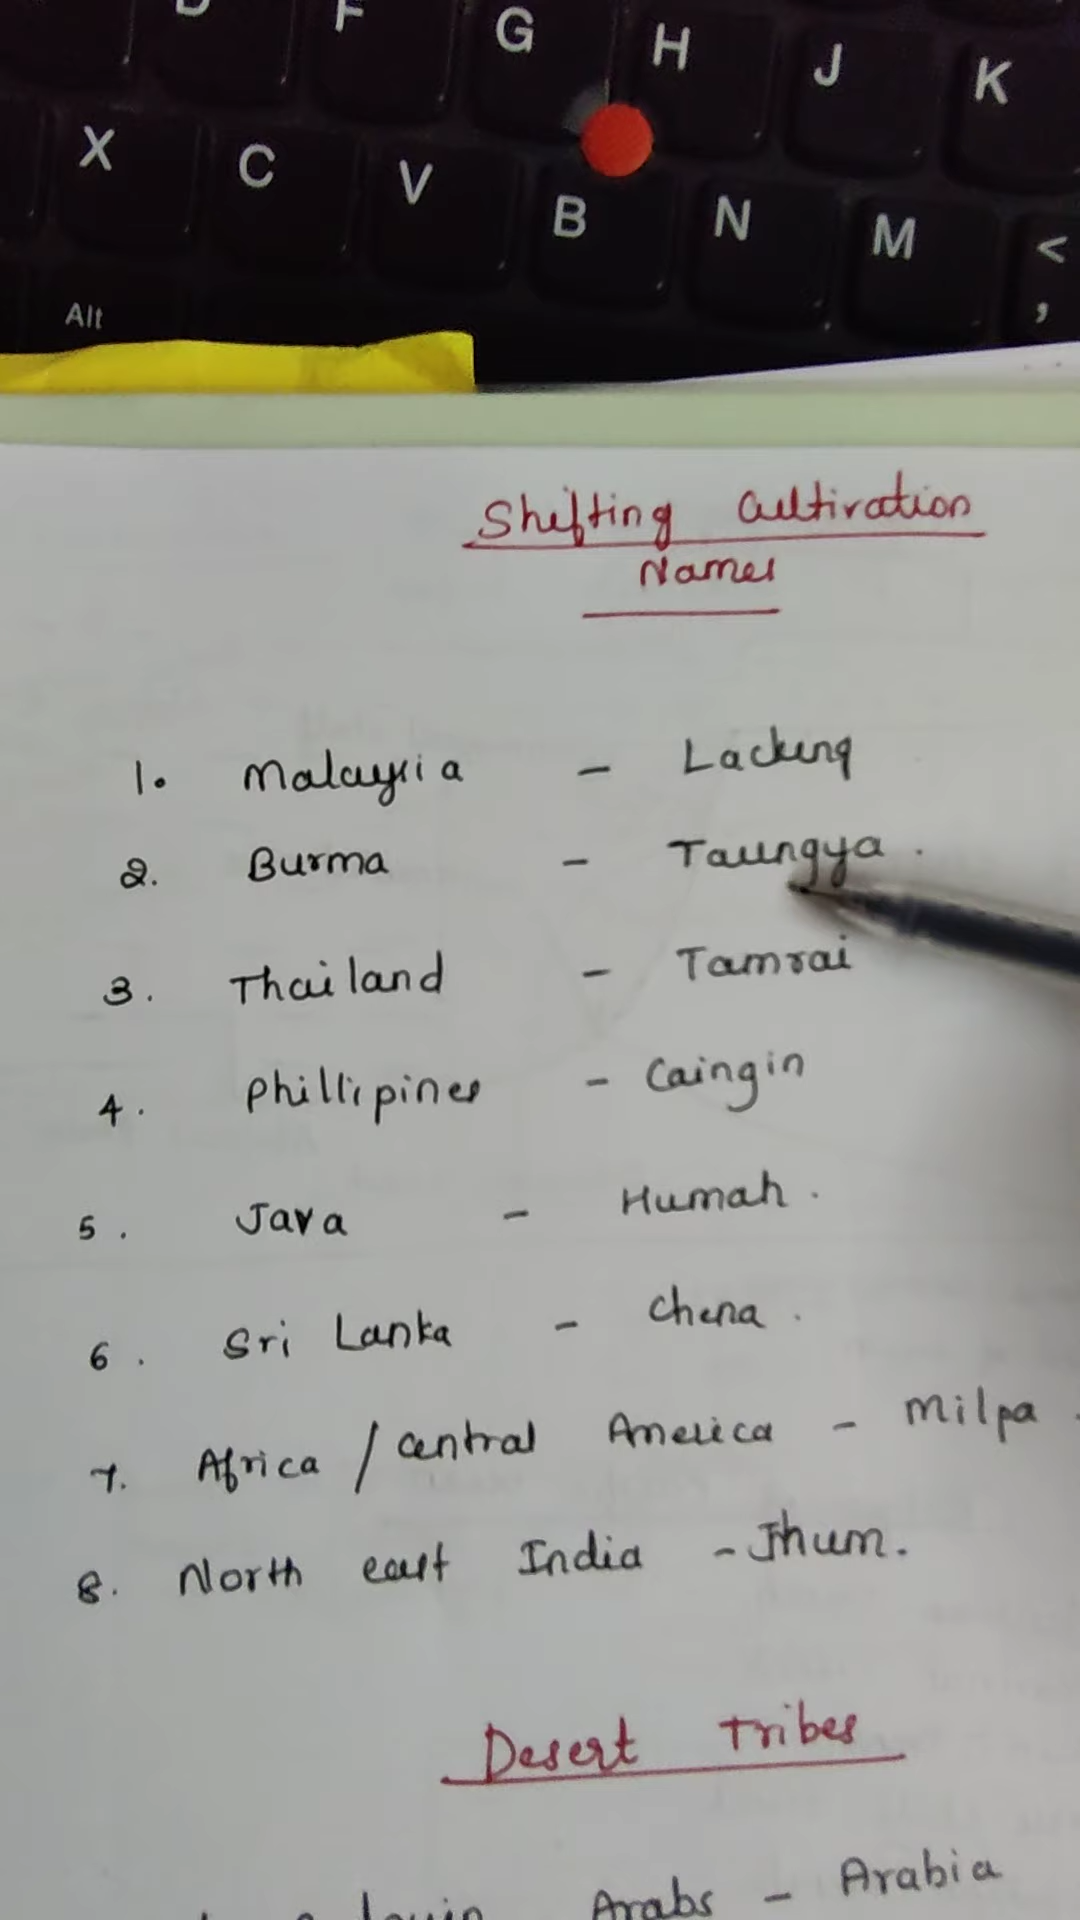 D F G H J K
X C V B N M < ,
Alt
Shifting Cultivation
Names
1. Malaysia - Lacking
2. Burma - Taungya.
3. Thailand - Tamrai
4. Phillipines - Caingin
5. Java - Humah.
6. Sri Lanka - Chena.
7. Africa / Central America - Milpa.
8. North east India - Jhum.
Desert Tribes
Arabs - Arabia